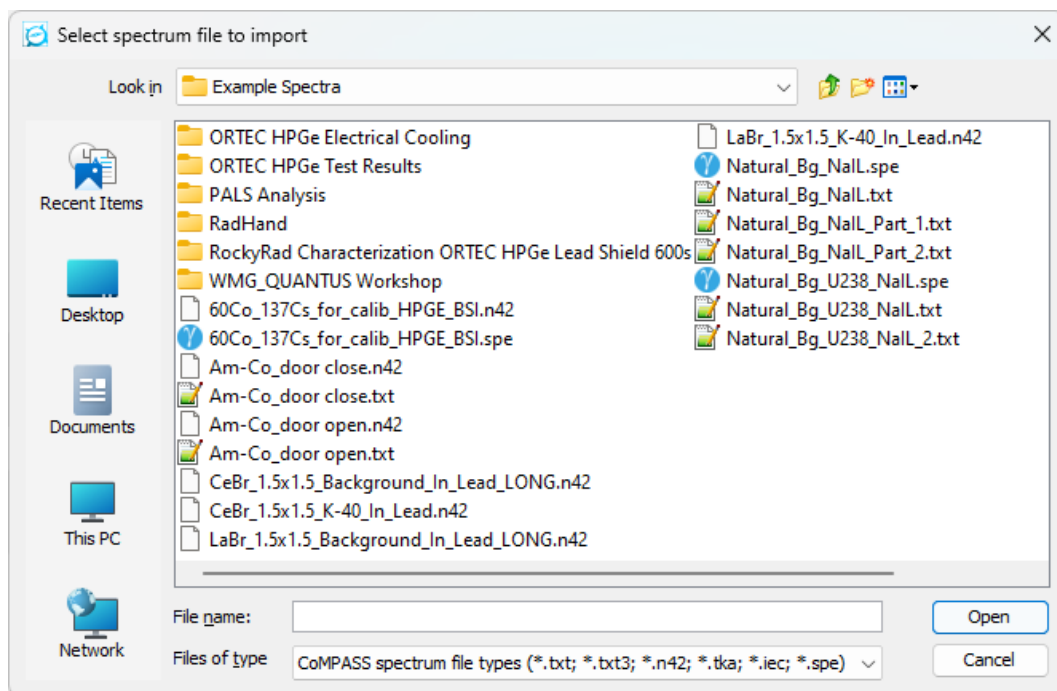 Select spectrum file to import
Look in
Example Spectra
Recent Items
Desktop
Documents
This PC
Network
ORTEC HPGe Electrical Cooling
ORTEC HPGe Test Results
PALS Analysis
RadHand
RockyRad Characterization ORTEC HPGe Lead Shield 600s
WMG_QUANTUS Workshop
60Co_137Cs_for_calib_HPGE_BSI.n42
60Co_137Cs_for_calib_HPGE_BSI.spe
Am-Co_door close.n42
Am-Co_door close.txt
Am-Co_door open.n42
Am-Co_door open.txt
CeBr_1.5x1.5_Background_In_Lead_LONG.n42
CeBr_1.5x1.5_K-40_In_Lead.n42
LaBr_1.5x1.5_Background_In_Lead_LONG.n42
LaBr_1.5x1.5_K-40_In_Lead.n42
Natural_Bg_NaIL.spe
Natural_Bg_NaIL.txt
Natural_Bg_NaIL_Part_1.txt
Natural_Bg_NaIL_Part_2.txt
Natural_Bg_U238_NaIL.spe
Natural_Bg_U238_NaIL.txt
Natural_Bg_U238_NaIL_2.txt
File name:
Open
Files of type
CoMPASS spectrum file types (*.txt; *.txt3; *.n42; *.tka; *.iec; *.spe)
Cancel